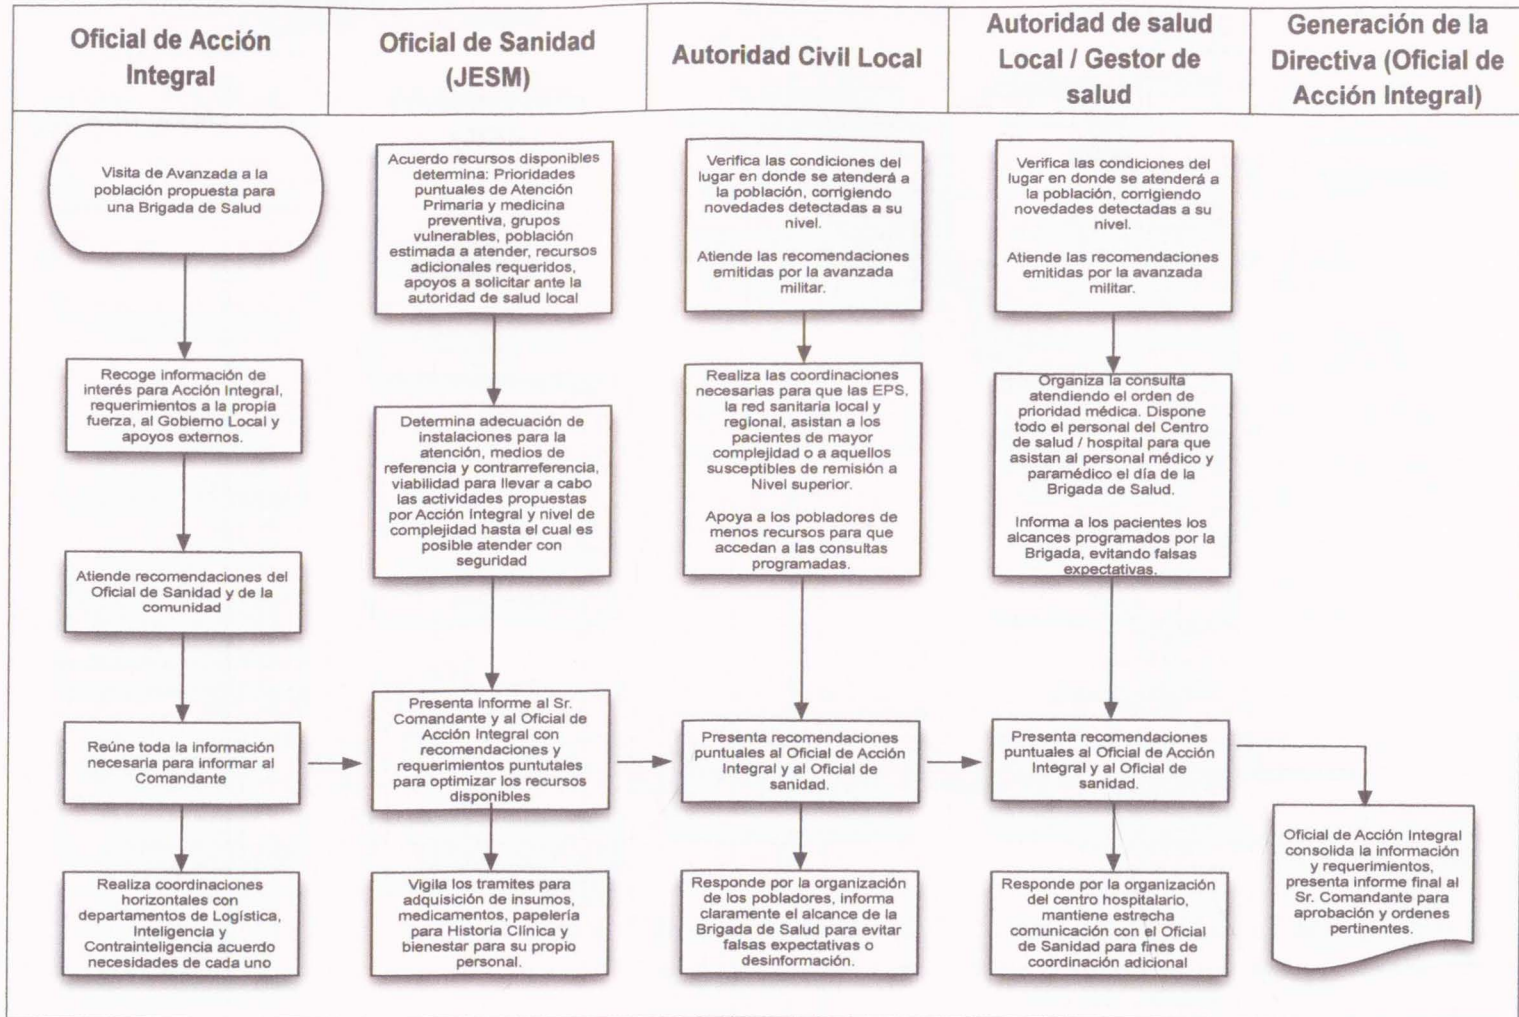 Oficial de Acción
Integral
Oficial de Sanidad
(JESM)
Autoridad Civil Local
Autoridad de salud
Local / Gestor de
salud
Generación de la
Directiva (Oficial de
Acción Integral)
Visita de Avanzada a la
población propuesta para
una Brigada de Salud
Recoge información de
interés para Acción Integral,
requerimientos a la propia
fuerza, al Gobierno Local y
apoyos externos.
Atiende recomendaciones del
Oficial de Sanidad y de la
comunidad
Reúne toda la información
necesaria para informar al
Comandante
Realiza coordinaciones
horizontales con
departamentos de Logística,
Inteligencia y
Contrainteligencia acuerdo
necesidades de cada uno
Acuerdo recursos disponibles
determina: Prioridades
puntuales de Atención
Primaria y medicina
preventiva, grupos
vulnerables, población
estimada a atender, recursos
adicionales requeridos,
apoyos a solicitar ante la
autoridad de salud local
Determina adecuación de
instalaciones para la
atención, medios de
referencia y contrarreferencia,
viabilidad para llevar a cabo
las actividades propuestas
por Acción Integral y nivel de
complejidad hasta el cual es
posible atender con
seguridad
Presenta informe al Sr.
Comandante y al Oficial de
Acción Integral con
recomendaciones y
requerimientos puntutales
para optimizar los recursos
disponibles
Vigila los tramites para
adquisición de insumos,
medicamentos, papelería
para Historia Clínica y
bienestar para su propio
personal.
Verifica las condiciones del
lugar en donde se atenderá a
la población, corrigiendo
novedades detectadas a su
nivel.
Atiende las recomendaciones
emitidas por la avanzada
militar.
Realiza las coordinaciones
necesarias para que las EPS,
la red sanitaria local y
regional, asistan a los
pacientes de mayor
complejidad o a aquellos
susceptibles de remisión a
Nivel superior.
Apoya a los pobladores de
menos recursos para que
accedan a las consultas
programadas.
Presenta recomendaciones
puntuales al Oficial de Acción
Integral y al Oficial de
sanidad.
Responde por la organización
de los pobladores, informa
claramente el alcance de la
Brigada de Salud para evitar
falsas expectativas o
desinformación.
Verifica las condiciones del
lugar en donde se atenderá a
la población, corrigiendo
novedades detectadas a su
nivel.
Atiende las recomendaciones
emitidas por la avanzada
militar.
Organiza la consulta
atendiendo el orden de
prioridad médica. Dispone
todo el personal del Centro
de salud / hospital para que
asistan al personal médico y
paramédico el día de la
Brigada de Salud.
Informa a los pacientes los
alcances programados por la
Brigada, evitando falsas
expectativas.
Presenta recomendaciones
puntuales al Oficial de Acción
Integral y al Oficial de
sanidad.
Responde por la organización
del centro hospitalario,
mantiene estrecha
comunicación con el Oficial
de Sanidad para fines de
coordinación adicional
Oficial de Acción Integral
consolida la información
y requerimientos,
presenta informe final al
Sr. Comandante para
aprobación y ordenes
pertinentes.